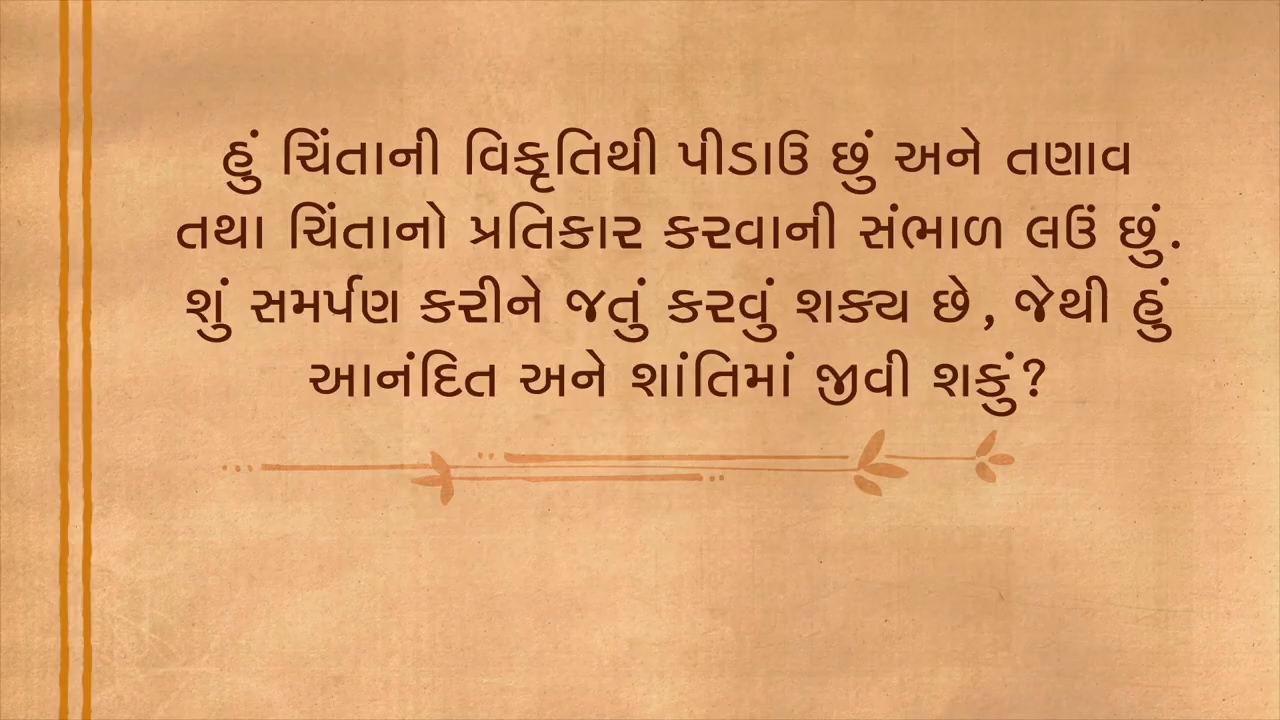 હું ચિંતાની વિકૃતિથી પીડાઉ છું અને તણાવ
તથા ચિંતાનો પ્રતિકાર કરવાની સંભાળ લઉં છું.
શું સમર્પણ કરીને જતું કરવું શક્ય છે, જેથી હું
આનંદિત અને શાંતિમાં જીવી શકું?